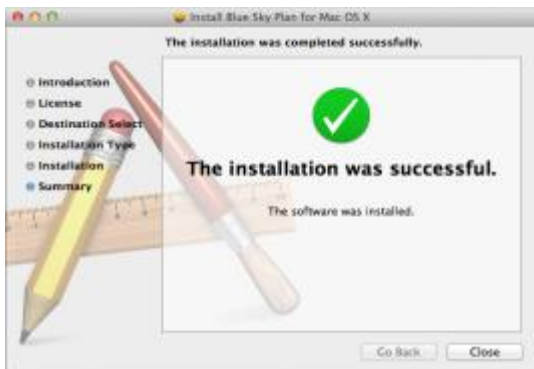 Install Blue Sky Plan for Mac OS X
The installation was completed successfully.
Introduction
License
Destination Select
Installation Type
Installation
Summary
The installation was successful.
The software was installed.
Go Back
Close